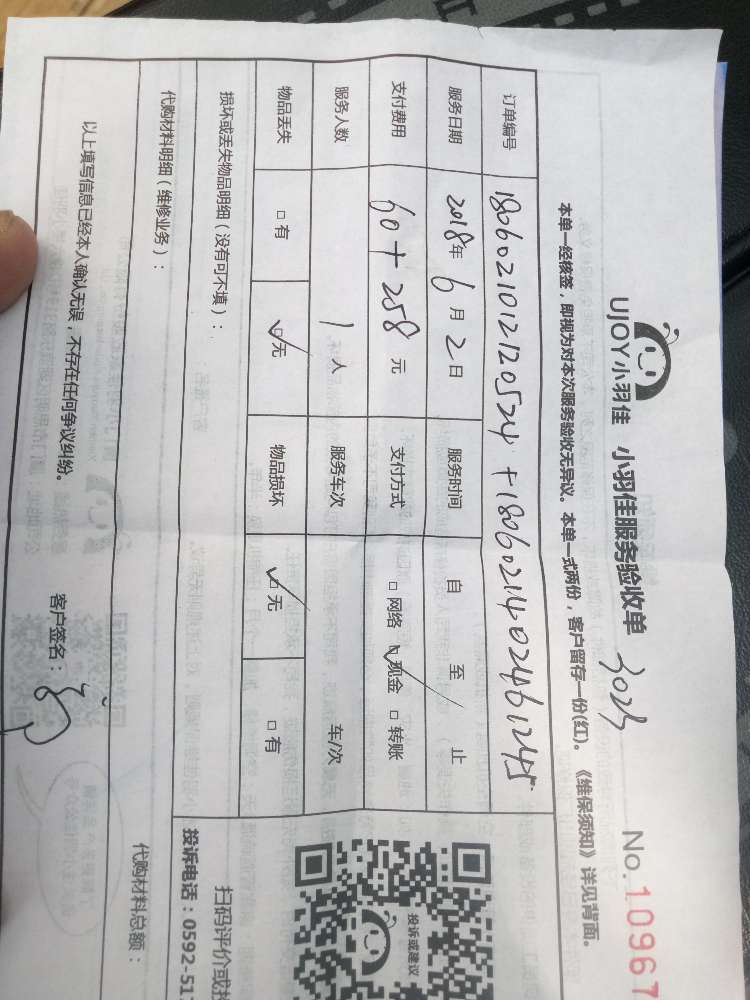 UJOY小羽佳 小羽佳服务验收单 3023
No.10967
本单一经核签，即视为对本次服务验收无异议。本单一式两份，客户留存一份(红)。《维保须知》详见背面。
订单编号 180602101212 0524 + 1806021402461245
服务日期 2018年 6 月 2 日 服务时间 自 至 止
支付费用 60 + 258 元 支付方式 □ 网络 ☑ 现金 □ 转账
服务人数 1 人 服务车次 车/次
物品丢失 □ 有 ☑ 无 物品损坏 ☑ 无 □ 有
损坏或丢失物品明细（没有可不填）：
代购材料明细（维修业务）： 代购材料总额：
以上填写信息已经本人确认无误，不存在任何争议纠纷。 客户签名：
投诉或建议
扫码评价或
投诉电话：0592-51